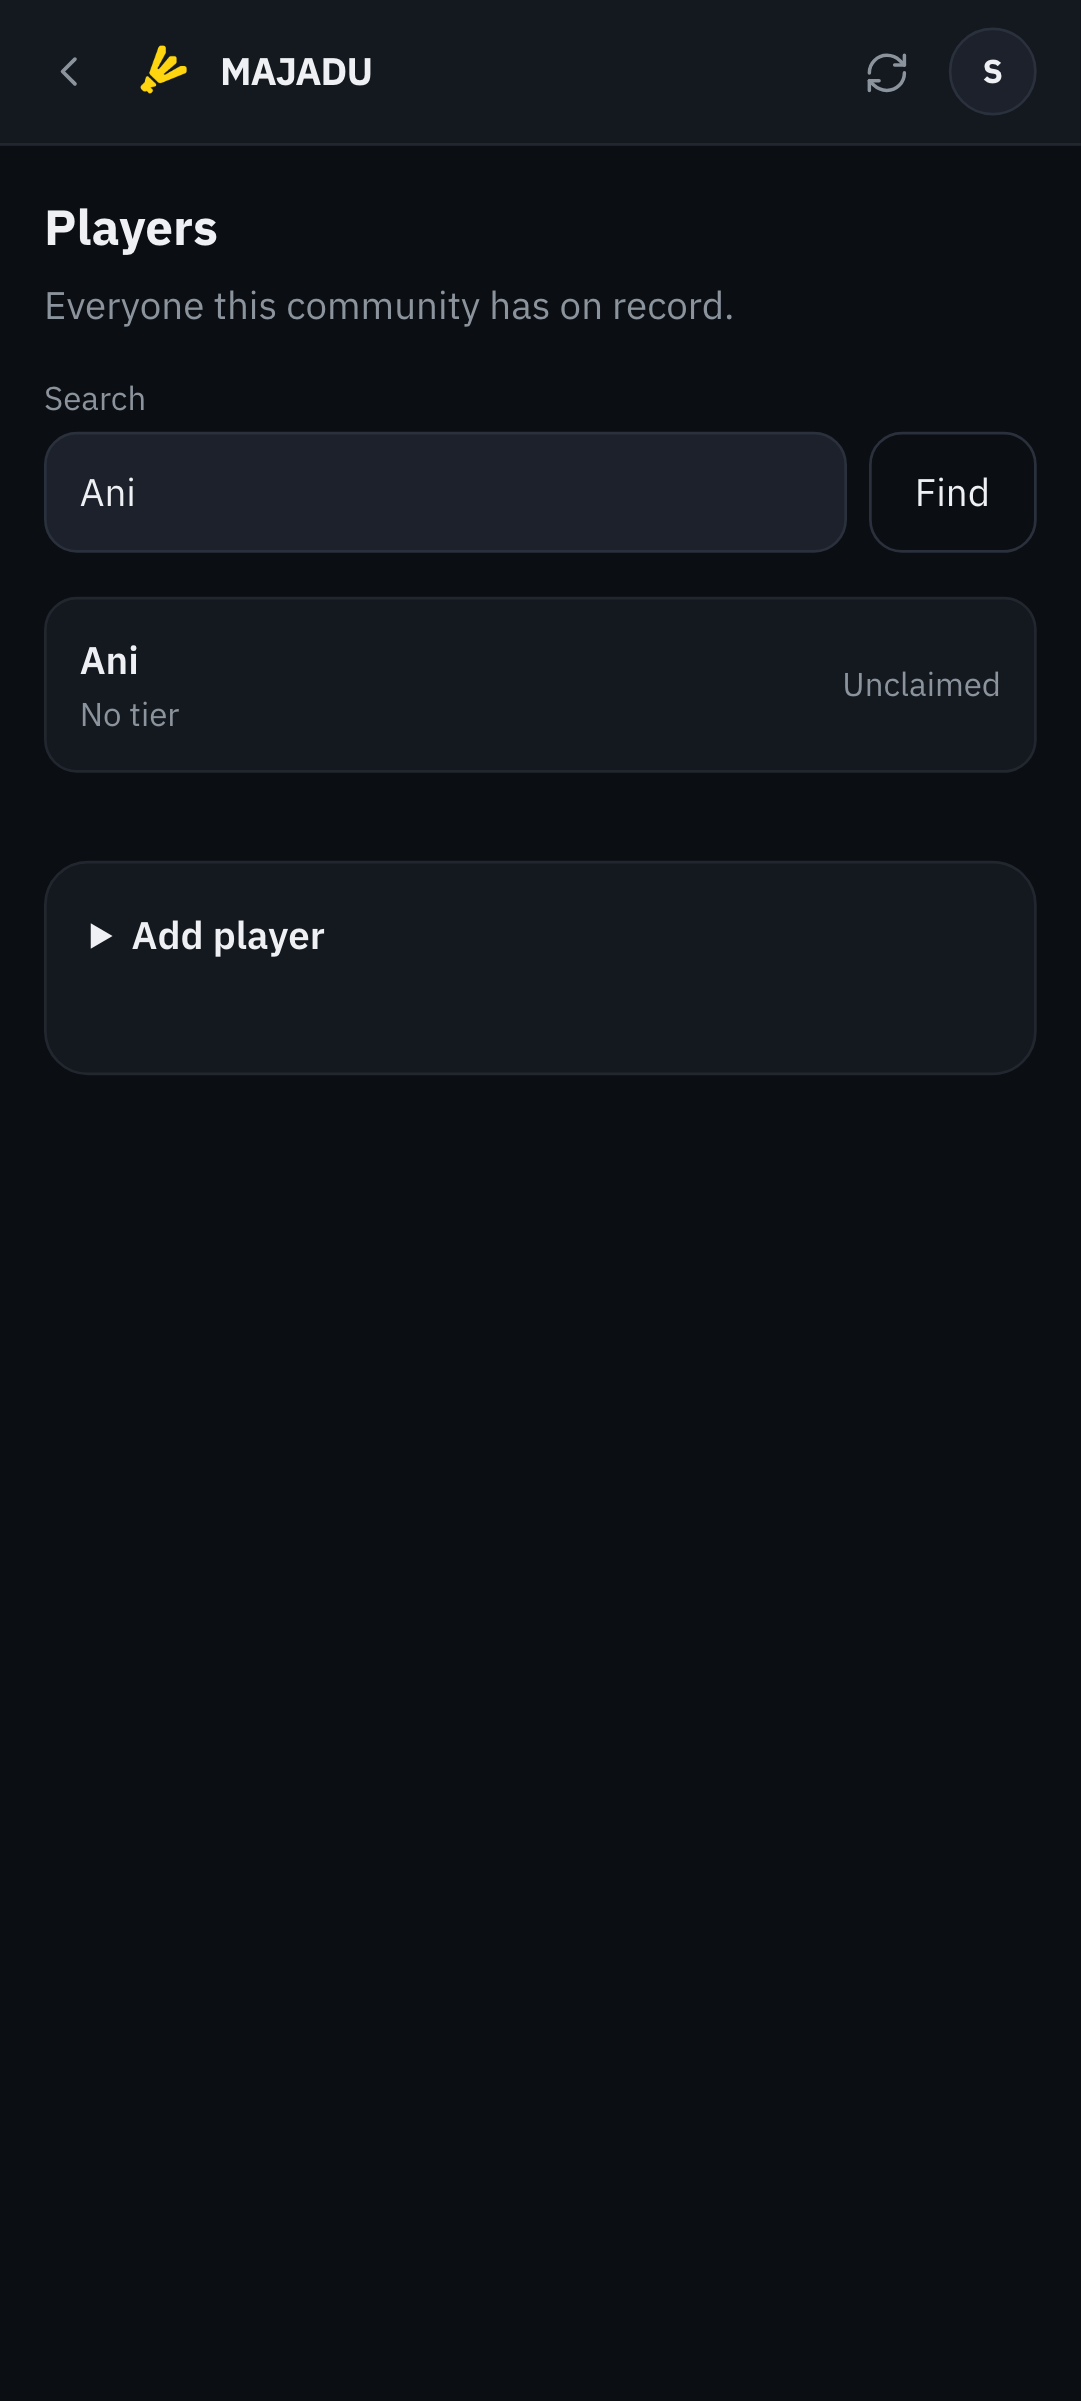 MAJADU
S
Players
Everyone this community has on record.
Search
Ani
Find
Ani
No tier
Unclaimed
Add player